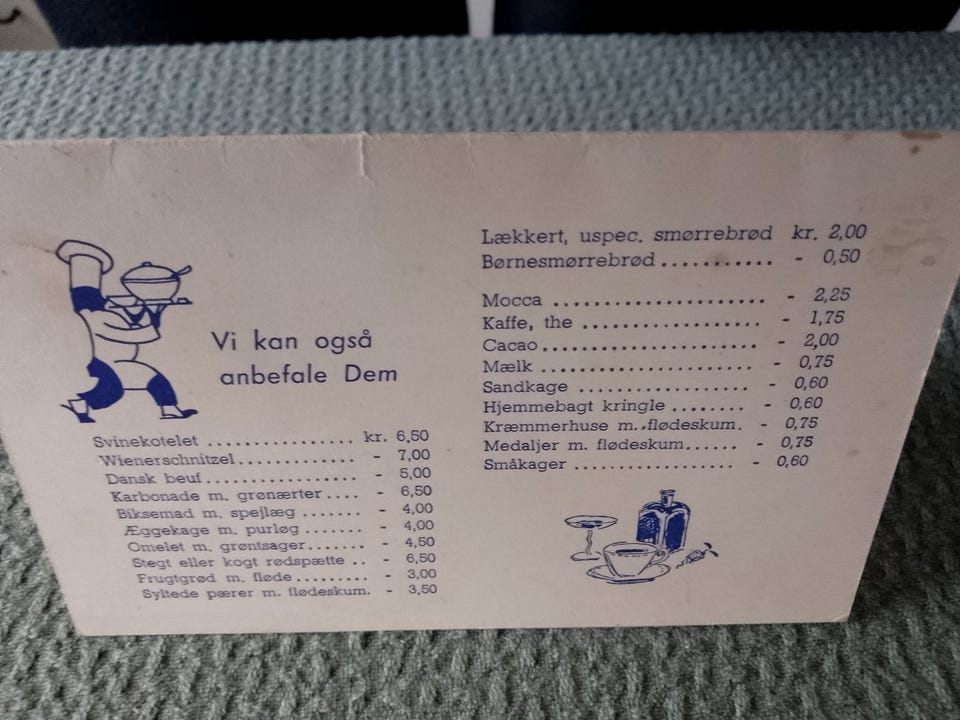 Vi kan også
anbefale Dem
Svinekotelet ................ kr. 6,50
Wienerschnitzel ............. - 7,00
Dansk beuf .................. - 5,00
Karbonade m. grønærter .... - 6,50
Biksemad m. spejlæg ....... - 4,00
Æggekage m. purløg ........ - 4,00
Omelet m. grøntsager ....... - 4,50
Stegt eller kogt rødspætte .. - 6,50
Frugtgrød m. fløde ......... - 3,00
Syltede pærer m. flødeskum. - 3,50
Lækkert, uspec. smørrebrød kr. 2,00
Børnesmørrebrød ........... - 0,50
Mocca ..................... - 2,25
Kaffe, the .................. - 1,75
Cacao ...................... - 2,00
Mælk ...................... - 0,75
Sandkage .................. - 0,60
Hjemmebagt kringle ........ - 0,60
Kræmmerhuse m. flødeskum. - 0,75
Medaljer m. flødeskum...... - 0,75
Småkager .................. - 0,60